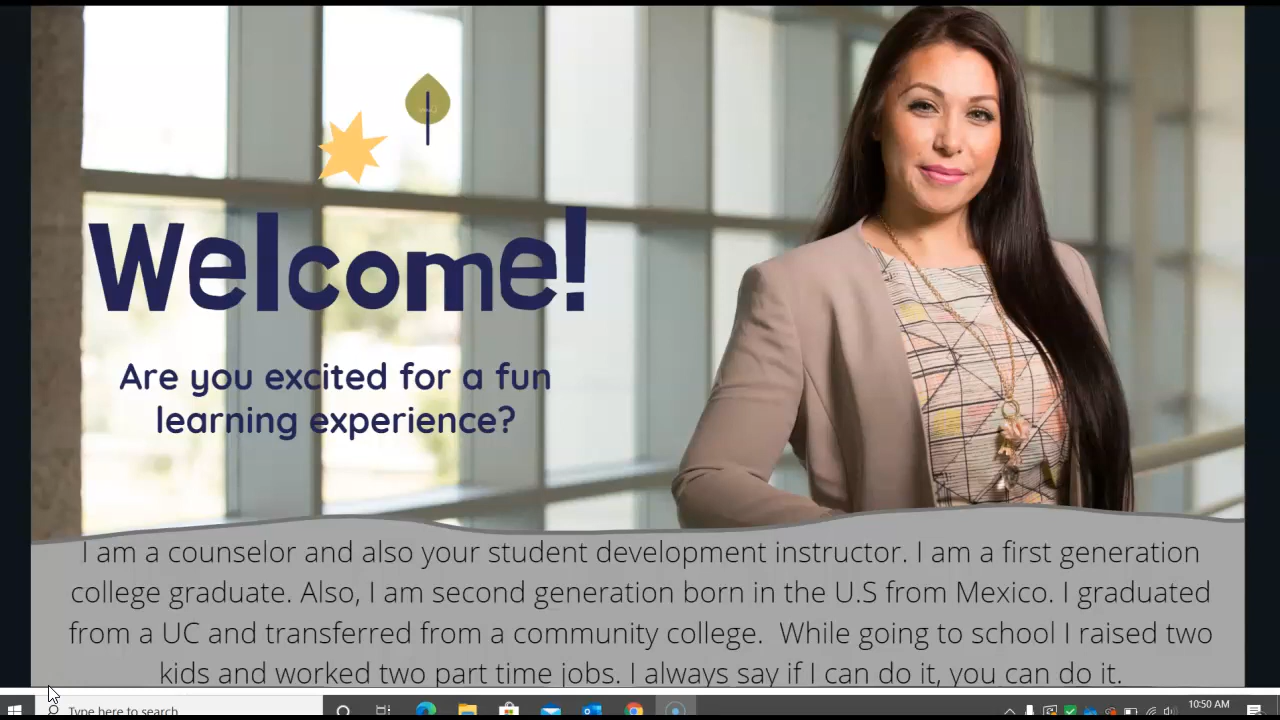 Welcome!
Are you excited for a fun
learning experience?
I am a counselor and also your student development instructor. I am a first generation
college graduate. Also, I am second generation born in the U.S from Mexico. I graduated
from a UC and transferred from a community college.  While going to school I raised two
kids and worked two part time jobs. I always say if I can do it, you can do it.
Type here to search
10:50 AM